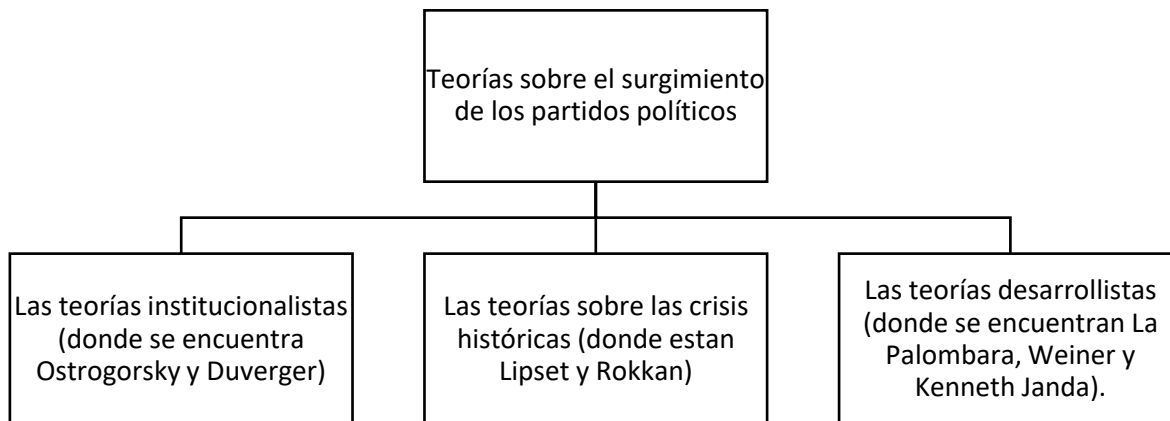 Teorías sobre el surgimiento
de los partidos políticos
Las teorías institucionalistas
(donde se encuentra
Ostrogorsky y Duverger)
Las teorías sobre las crisis
históricas (donde estan
Lipset y Rokkan)
Las teorías desarrollistas
(donde se encuentran La
Palombara, Weiner y
Kenneth Janda).